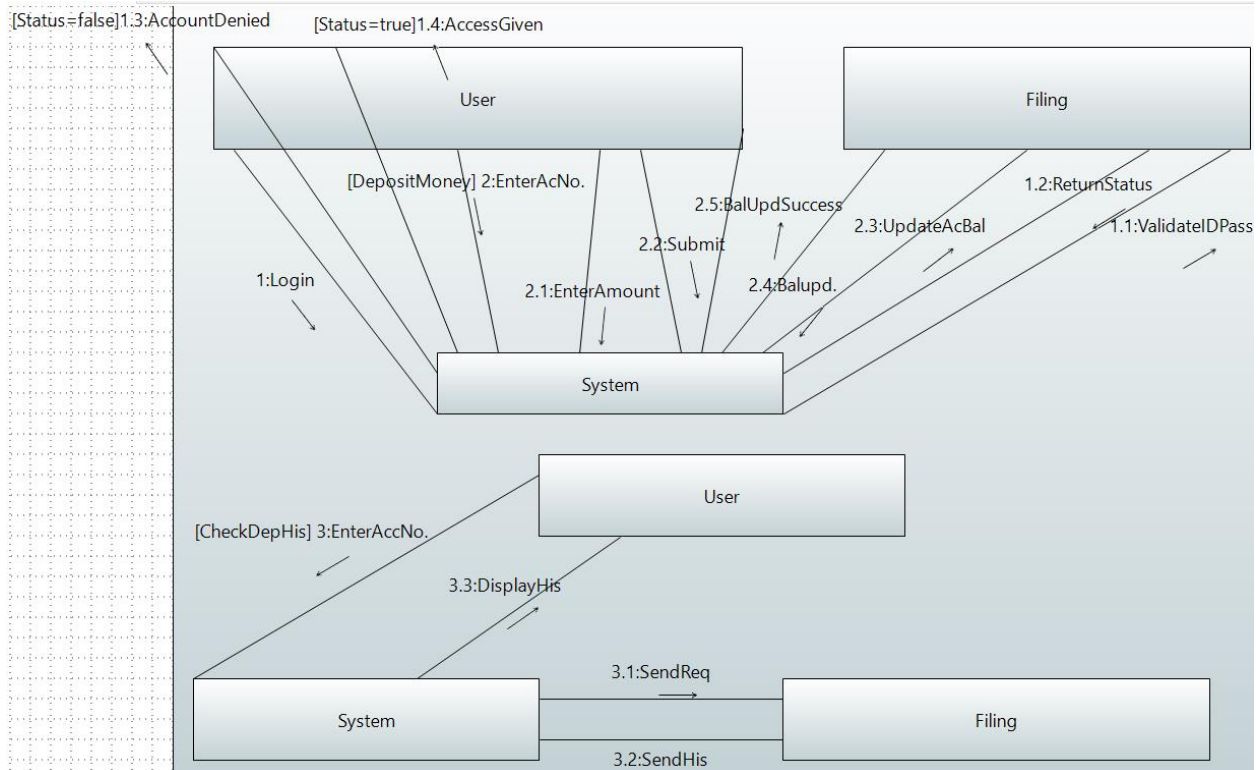 [Status=false]1.3:AccountDenied
[Status=true]1.4:AccessGiven
User
Filing
[DepositMoney] 2:EnterAcNo.
1.2:ReturnStatus
2.5:BalUpdSuccess
2.3:UpdateAcBal
1.1:ValidateIDPass
2.2:Submit
1:Login
2.1:EnterAmount
2.4:Balupd.
System
User
[CheckDepHis] 3:EnterAccNo.
3.3:DisplayHis
3.1:SendReq
System
Filing
3.2:SendHis